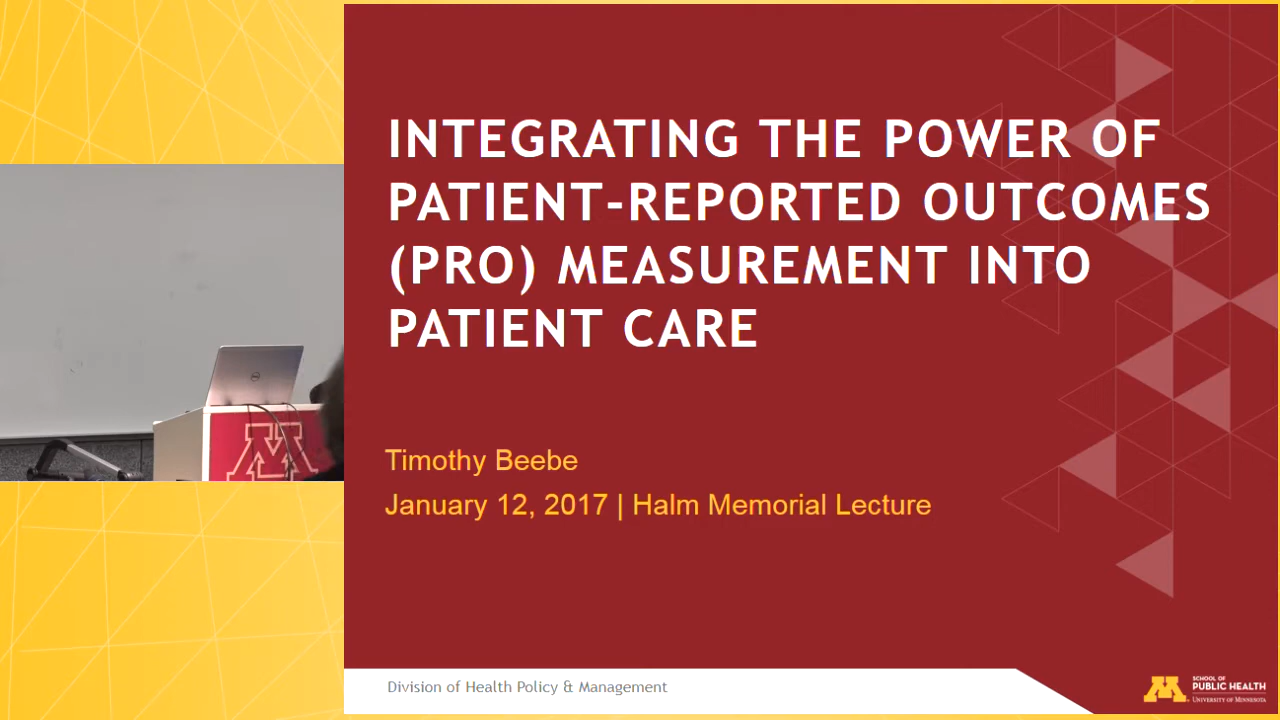 INTEGRATING THE POWER OF
PATIENT-REPORTED OUTCOMES
(PRO) MEASUREMENT INTO
PATIENT CARE
Timothy Beebe
January 12, 2017 | Halm Memorial Lecture
Division of Health Policy & Management
SCHOOL OF
PUBLIC HEALTH
UNIVERSITY OF MINNESOTA
DELL
M
M